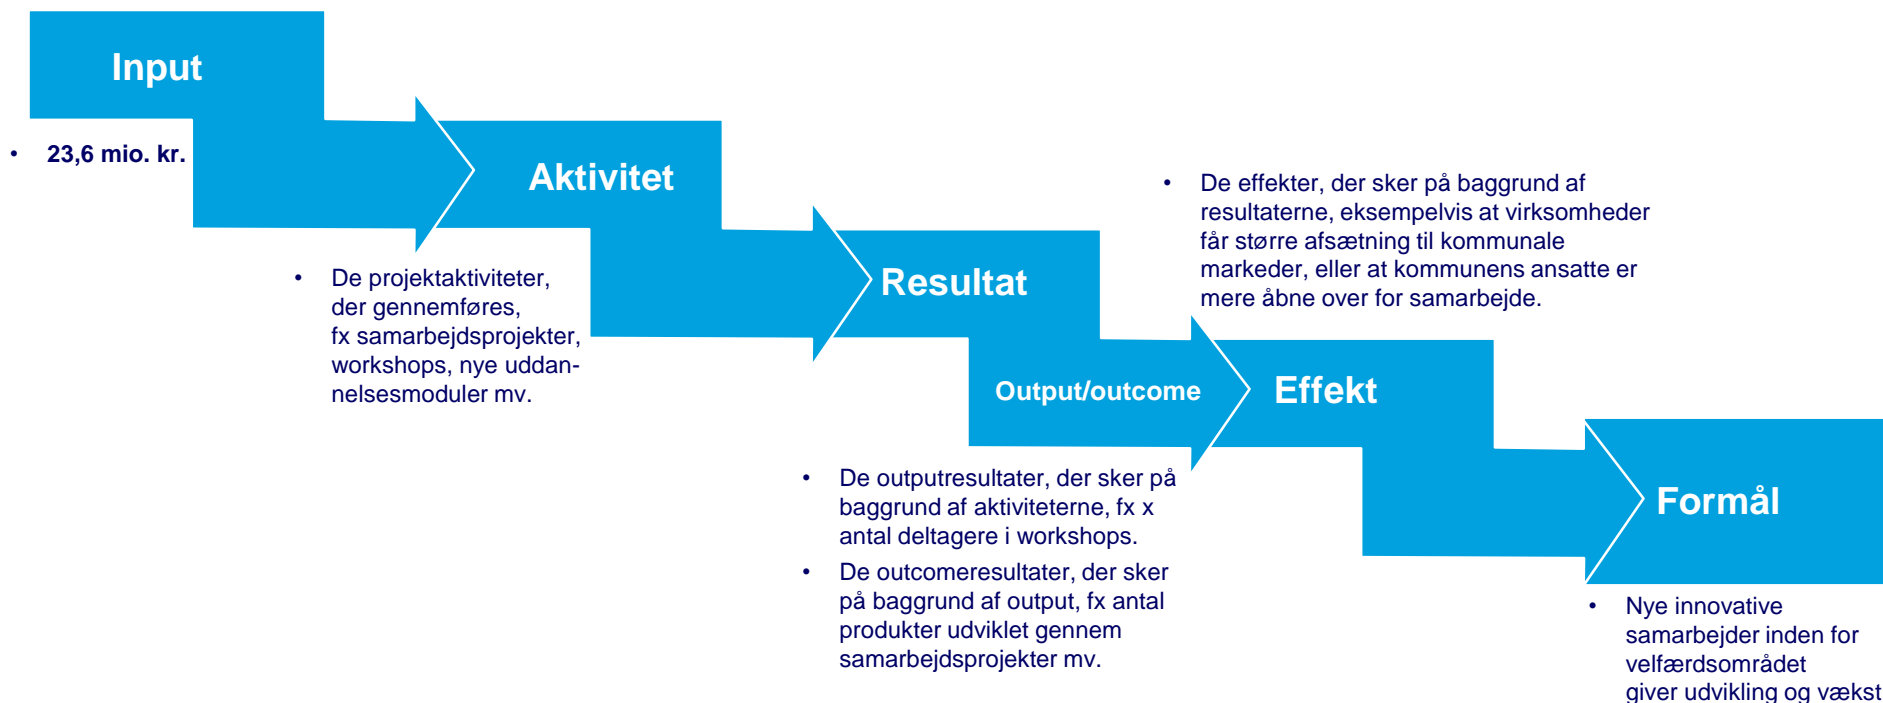 Input
• 23,6 mio. kr.
Aktivitet
• De projektaktiviteter,
der gennemføres,
fx samarbejdsprojekter,
workshops, nye uddan-
nelsesmoduler mv.
Resultat
Output/outcome
• De outputresultater, der sker på
baggrund af aktiviteterne, fx x
antal deltagere i workshops.
• De outcomeresultater, der sker
på baggrund af output, fx antal
produkter udviklet gennem
samarbejdsprojekter mv.
• De effekter, der sker på baggrund af
resultaterne, eksempelvis at virksomheder
får større afsætning til kommunale
markeder, eller at kommunens ansatte er
mere åbne over for samarbejde.
Effekt
Formål
• Nye innovative
samarbejder inden for
velfærdsområdet
giver udvikling og vækst